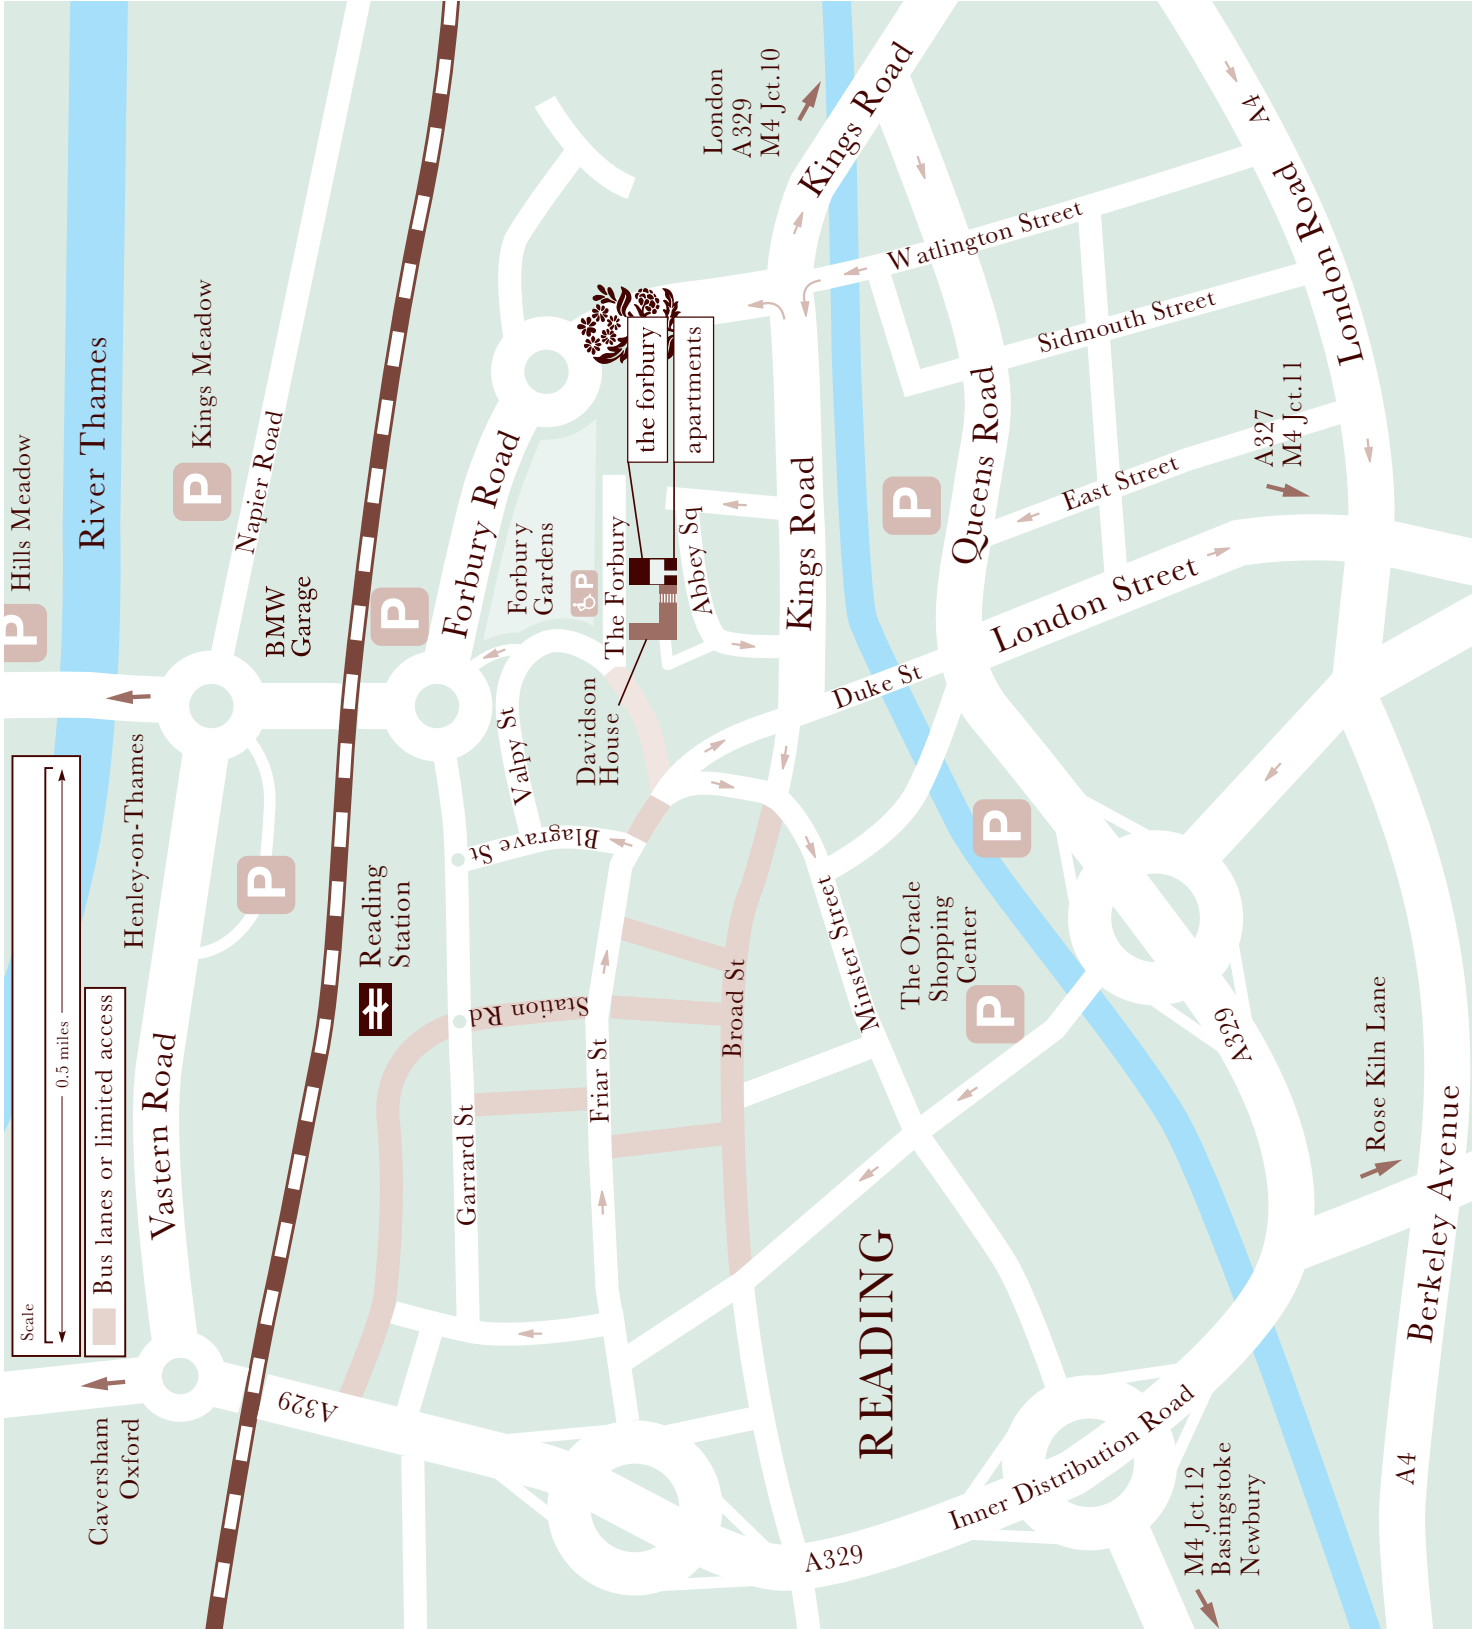 Scale
0.5 miles
Bus lanes or limited access
Caversham
Oxford
Henley-on-Thames
Hills Meadow
P
River Thames
Kings Meadow
P
Napier Road
BMW
Garage
P
P
Vastern Road
A329
Reading
Station
Garrard St
Station Rd
Friar St
Blagrave St
Valpy St
Forbury Road
Forbury
Gardens
P
The Forbury
Davidson
House
the forbury
apartments
Abbey Sq
London
A329
M4 Jct.10
Kings Road
Kings Road
Broad St
Duke St
Minster Street
The Oracle
Shopping
Center
P
P
P
READING
Queens Road
Watlington Street
Sidmouth Street
East Street
London Street
London Road
London Road
A4
A327
M4 Jct.11
A329
Rose Kiln Lane
Berkeley Avenue
A4
Inner Distribution Road
A329
M4 Jct.12
Basingstoke
Newbury